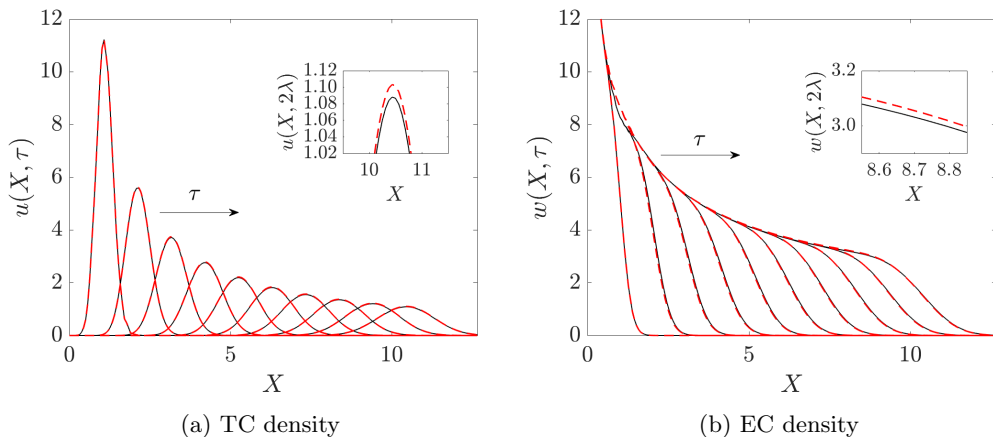 12
10
8
6
4
2
0
u(X, τ)
0
5
10
X
τ
1.12
1.10
1.08
1.06
1.04
1.02
u(X, 2λ)
10
11
X
(a) TC density
12
10
8
6
4
2
0
w(X, τ)
0
5
10
X
τ
3.2
3.0
w(X, 2λ)
8.6
8.7
8.8
X
(b) EC density